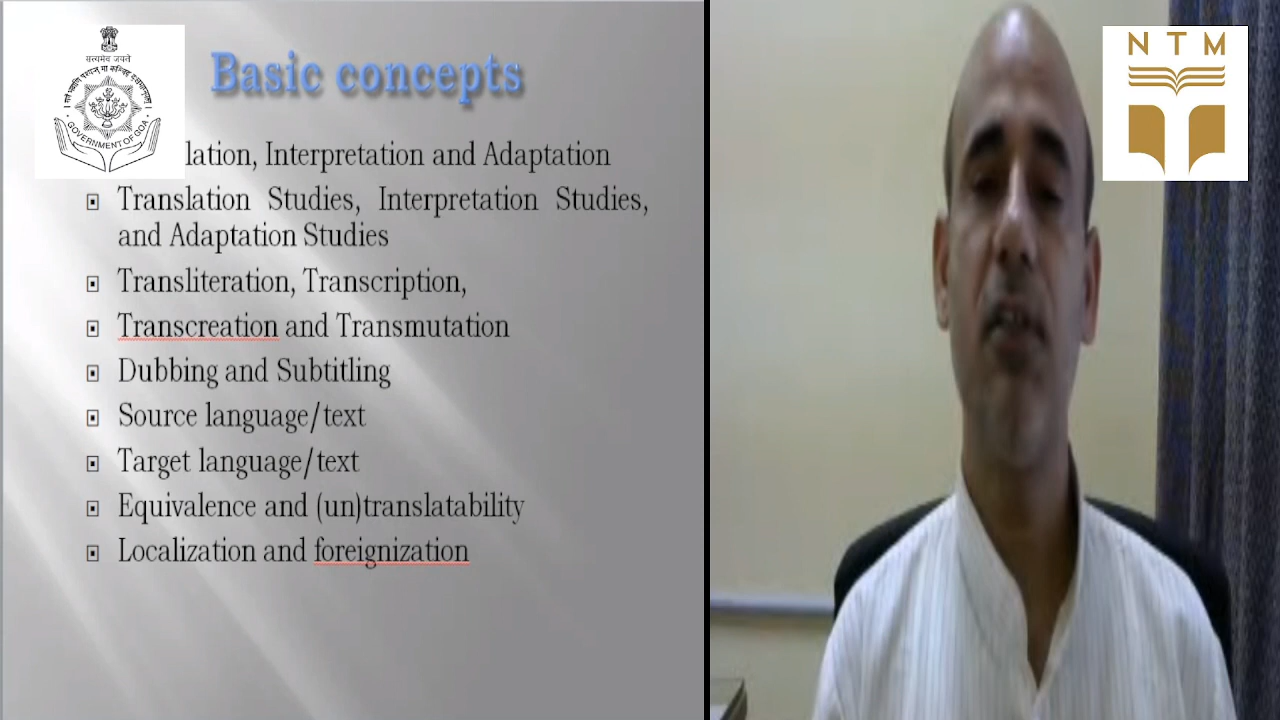 सत्यमेव जयते
GOVERNMENT OF GOA
Basic concepts
lation, Interpretation and Adaptation
Translation Studies, Interpretation Studies,
and Adaptation Studies
Transliteration, Transcription,
Transcreation and Transmutation
Dubbing and Subtitling
Source language/text
Target language/text
Equivalence and (un)translatability
Localization and foreignization
NTM